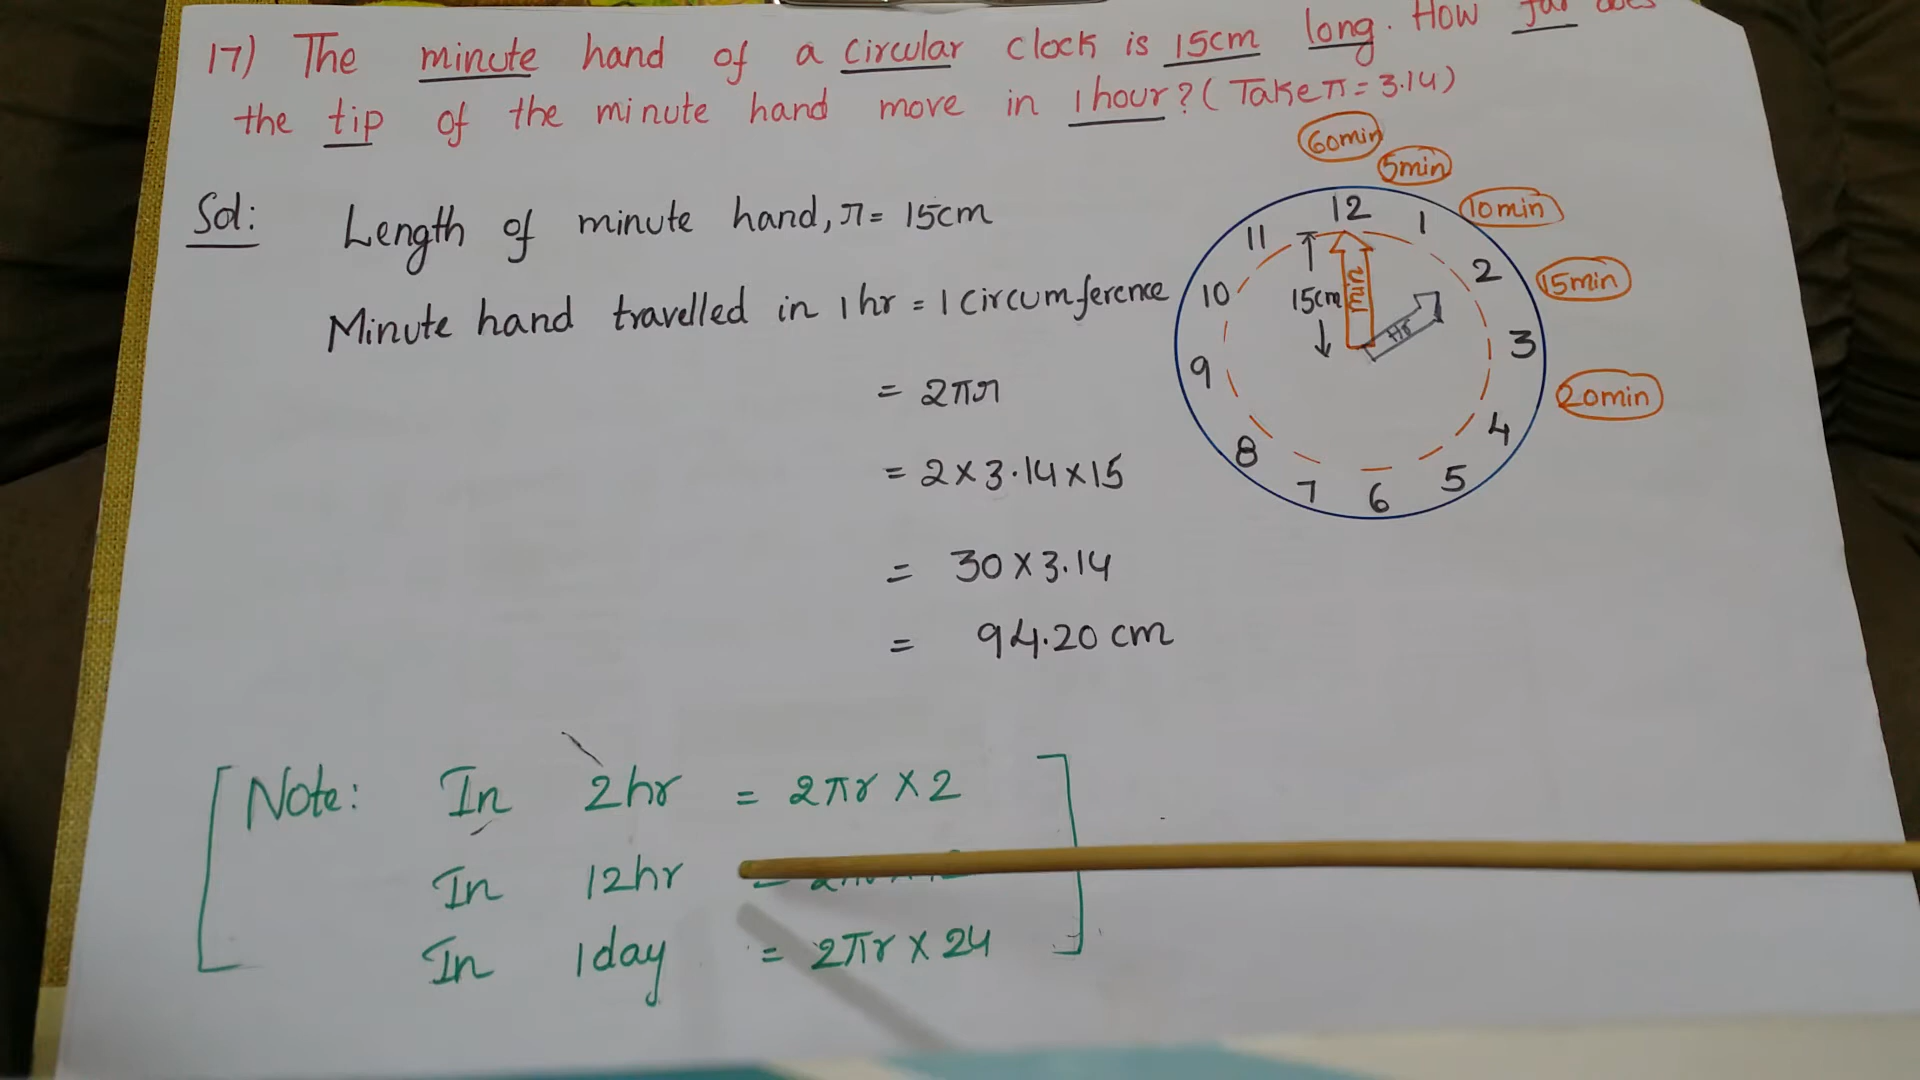 17) The minute hand of a circular clock is 15cm long. How far does
the tip of the minute hand move in 1 hour? (Take π = 3.14)
Sol:
Length of minute hand, r = 15cm
Minute hand travelled in 1hr = 1 Circumference
= 2πr
= 2 × 3.14 × 15
= 30 × 3.14
= 94.20 cm
60min
5min
10min
15min
20min
12
1
2
3
4
5
6
7
8
9
10
11
15cm
Min
Hr
Note: In 2hr = 2πr × 2
In 12hr =
In 1day = 2πr × 24